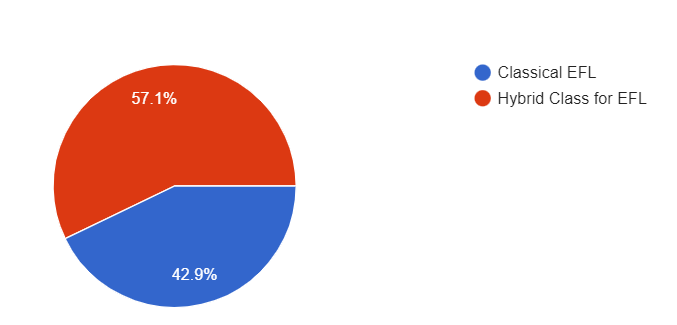 Classical EFL
Hybrid Class for EFL
57.1%
42.9%